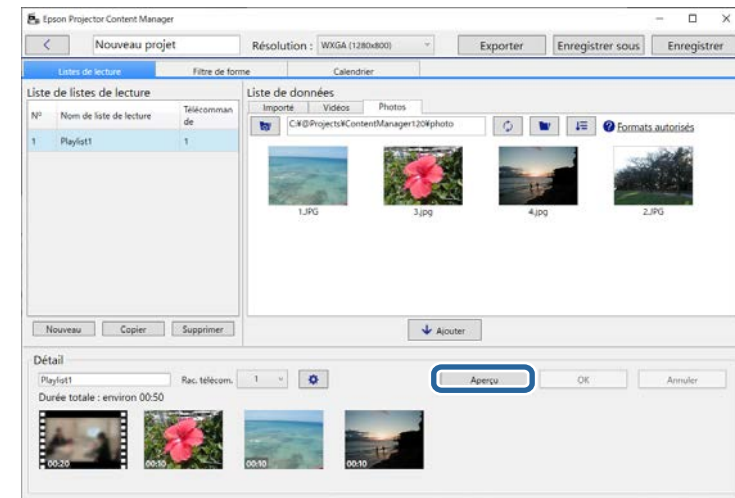 Epson Projector Content Manager
Nouveau projet Résolution : WXGA (1280x800) Exporter Enregistrer sous Enregistrer
Listes de lecture Filtre de forme Calendrier
Liste de listes de lecture
Nº Nom de liste de lecture Télécomman
de
1 Playlist1 1
Nouveau Copier Supprimer
Liste de données
Importé Vidéos Photos
C:¥@Projects¥ContentManager120¥photo Formats autorisés
1.JPG 3.jpg 4.jpg 2.JPG
Ajouter
Détail
Playlist1 Rac. télécom. 1 Aperçu OK Annuler
Durée totale : environ 00:50
00:20 00:10 00:10 00:10